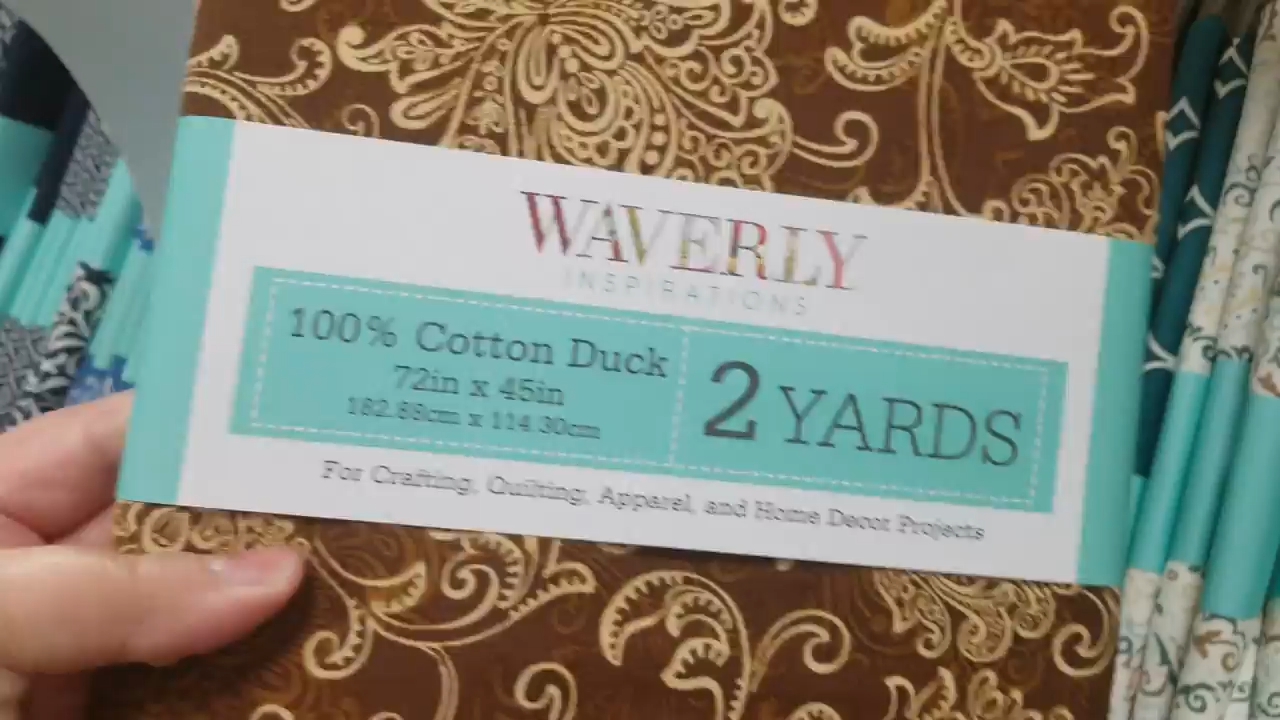 WAVERLY
INSPIRATIONS
100% Cotton Duck
72in x 45in
182.88cm x 114.30cm
2 YARDS
For Crafting, Quilting, Apparel, and Home Decor Projects